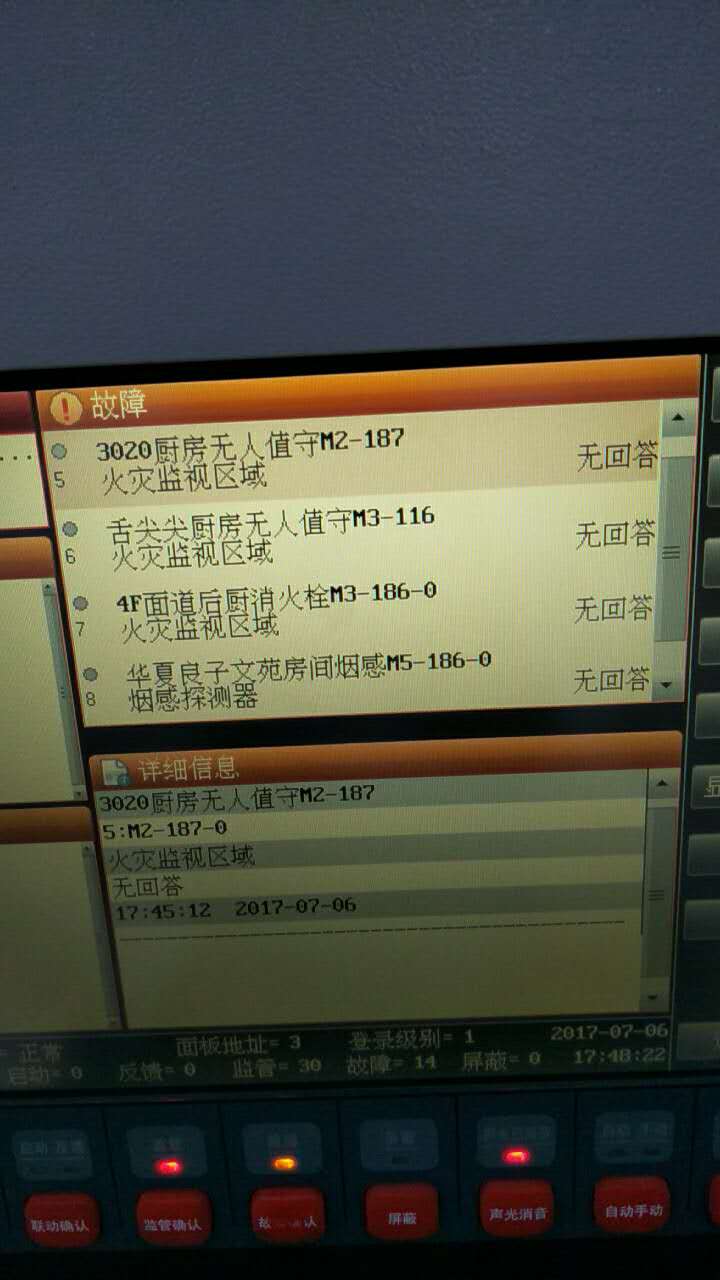 故障
3020厨房无人值守M2-187
5
火灾监视区域
无回答
舌尖尖厨房无人值守M3-116
6
火灾监视区域
无回答
4F面道后厨消火栓M3-186-0
7
火灾监视区域
无回答
华夏良子文苑房间烟感M5-186-0
8
烟感探测器
无回答
详细信息
3020厨房无人值守M2-187
5:M2-187-0
火灾监视区域
无回答
17:45:12 2017-07-06
= 正常 面板地址= 3 登录级别= 1 2017-07-06
启动= 0 反馈= 0 监管= 30 故障= 14 屏蔽= 0 17:48:22
联动确认
监管确认
屏蔽
声光消音
自动手动